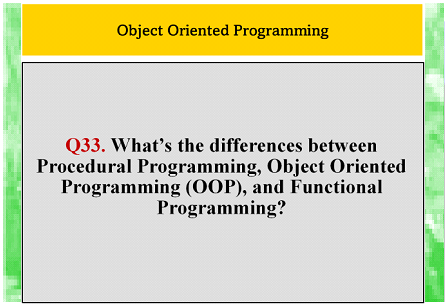 Object Oriented Programming
Q33. What's the differences between
Procedural Programming, Object Oriented
Programming (OOP), and Functional
Programming?